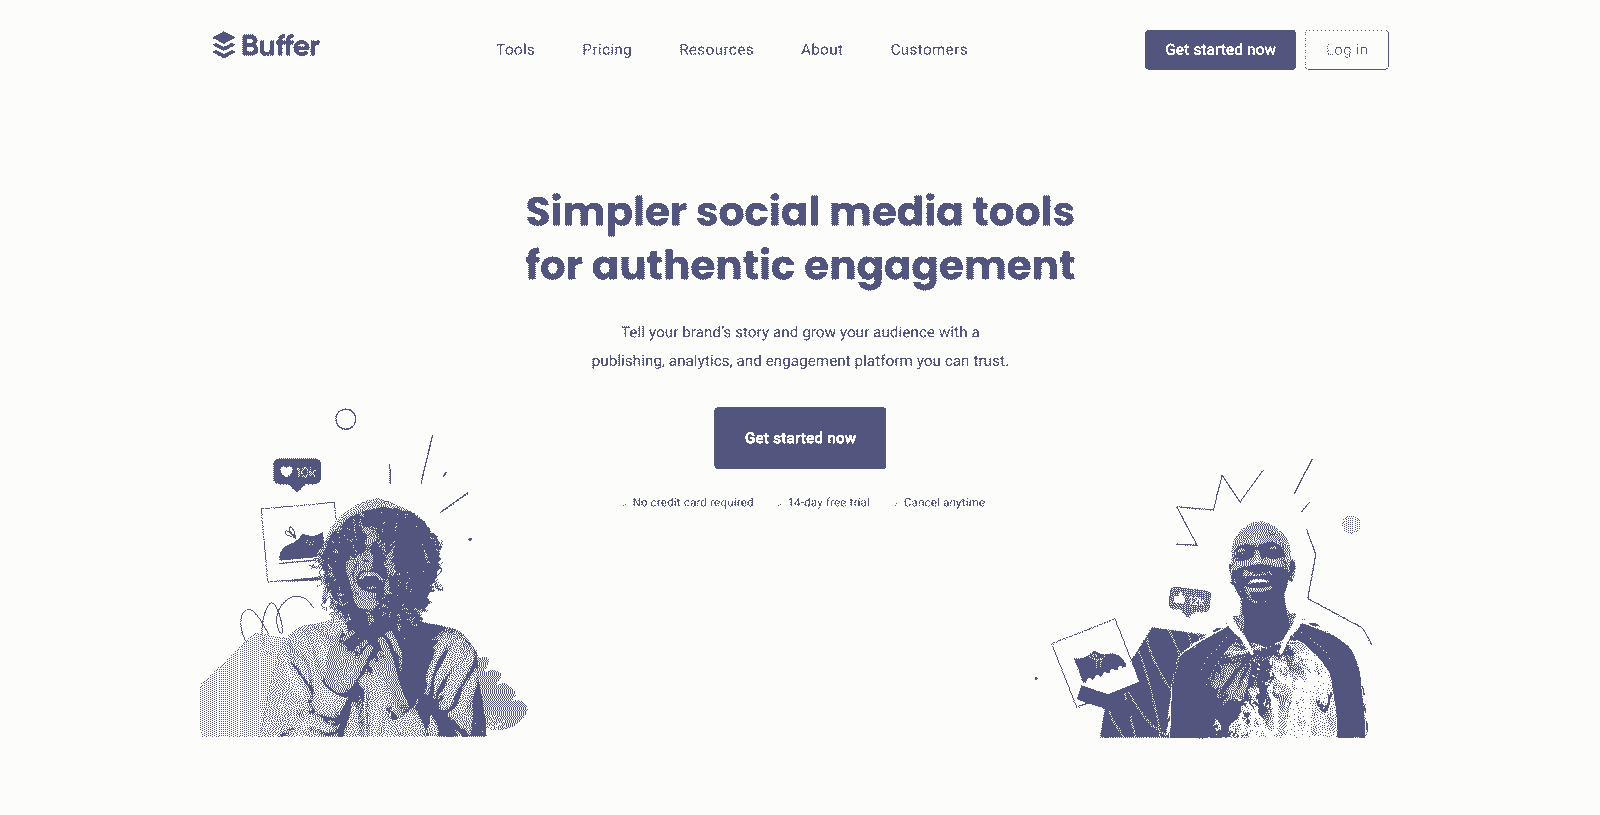 Buffer
Tools
Pricing
Resources
About
Customers
Get started now
Log in
Simpler social media tools
for authentic engagement
Tell your brand's story and grow your audience with a
publishing, analytics, and engagement platform you can trust.
Get started now
No credit card required
14-day free trial
Cancel anytime
10k